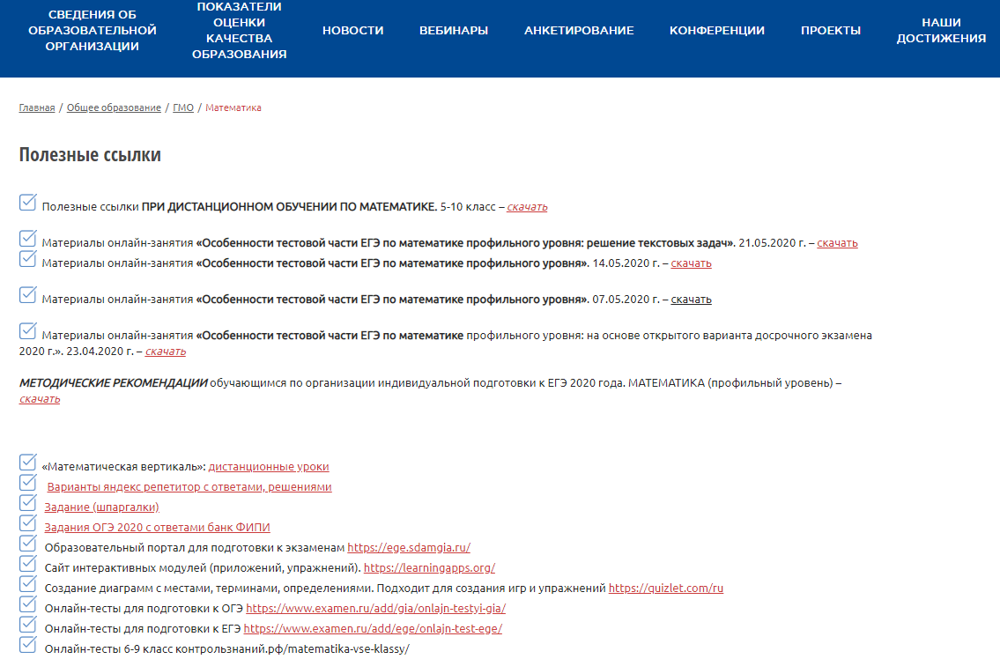 СВЕДЕНИЯ ОБ
ОБРАЗОВАТЕЛЬНОЙ
ОРГАНИЗАЦИИ
ПОКАЗАТЕЛИ
ОЦЕНКИ
КАЧЕСТВА
ОБРАЗОВАНИЯ
НОВОСТИ
ВЕБИНАРЫ
АНКЕТИРОВАНИЕ
КОНФЕРЕНЦИИ
ПРОЕКТЫ
НАШИ
ДОСТИЖЕНИЯ
Главная / Общее образование / ГМО / Математика
Полезные ссылки
Полезные ссылки ПРИ ДИСТАНЦИОННОМ ОБУЧЕНИИ ПО МАТЕМАТИКЕ. 5-10 класс – скачать
Материалы онлайн-занятия «Особенности тестовой части ЕГЭ по математике профильного уровня: решение текстовых задач». 21.05.2020 г. – скачать
Материалы онлайн-занятия «Особенности тестовой части ЕГЭ по математике профильного уровня». 14.05.2020 г. – скачать
Материалы онлайн-занятия «Особенности тестовой части ЕГЭ по математике профильного уровня». 07.05.2020 г. – скачать
Материалы онлайн-занятия «Особенности тестовой части ЕГЭ по математике профильного уровня: на основе открытого варианта досрочного экзамена
2020 г.». 23.04.2020 г. – скачать
МЕТОДИЧЕСКИЕ РЕКОМЕНДАЦИИ обучающимся по организации индивидуальной подготовки к ЕГЭ 2020 года. МАТЕМАТИКА (профильный уровень) –
скачать
«Математическая вертикаль»: дистанционные уроки
Варианты яндекс репетитор с ответами, решениями
Задание (шпаргалки)
Задания ОГЭ 2020 с ответами банк ФИПИ
Образовательный портал для подготовки к экзаменам https://ege.sdamgia.ru/
Сайт интерактивных модулей (приложений, упражнений). https://learningapps.org/
Создание диаграмм с местами, терминами, определениями. Подходит для создания игр и упражнений https://quizlet.com/ru
Онлайн-тесты для подготовки к ОГЭ https://www.examen.ru/add/gia/onlajn-testyi-gia/
Онлайн-тесты для подготовки к ЕГЭ https://www.examen.ru/add/ege/onlajn-test-ege/
Онлайн-тесты 6-9 класс контрользнаний.рф/matematika-vse-klassy/